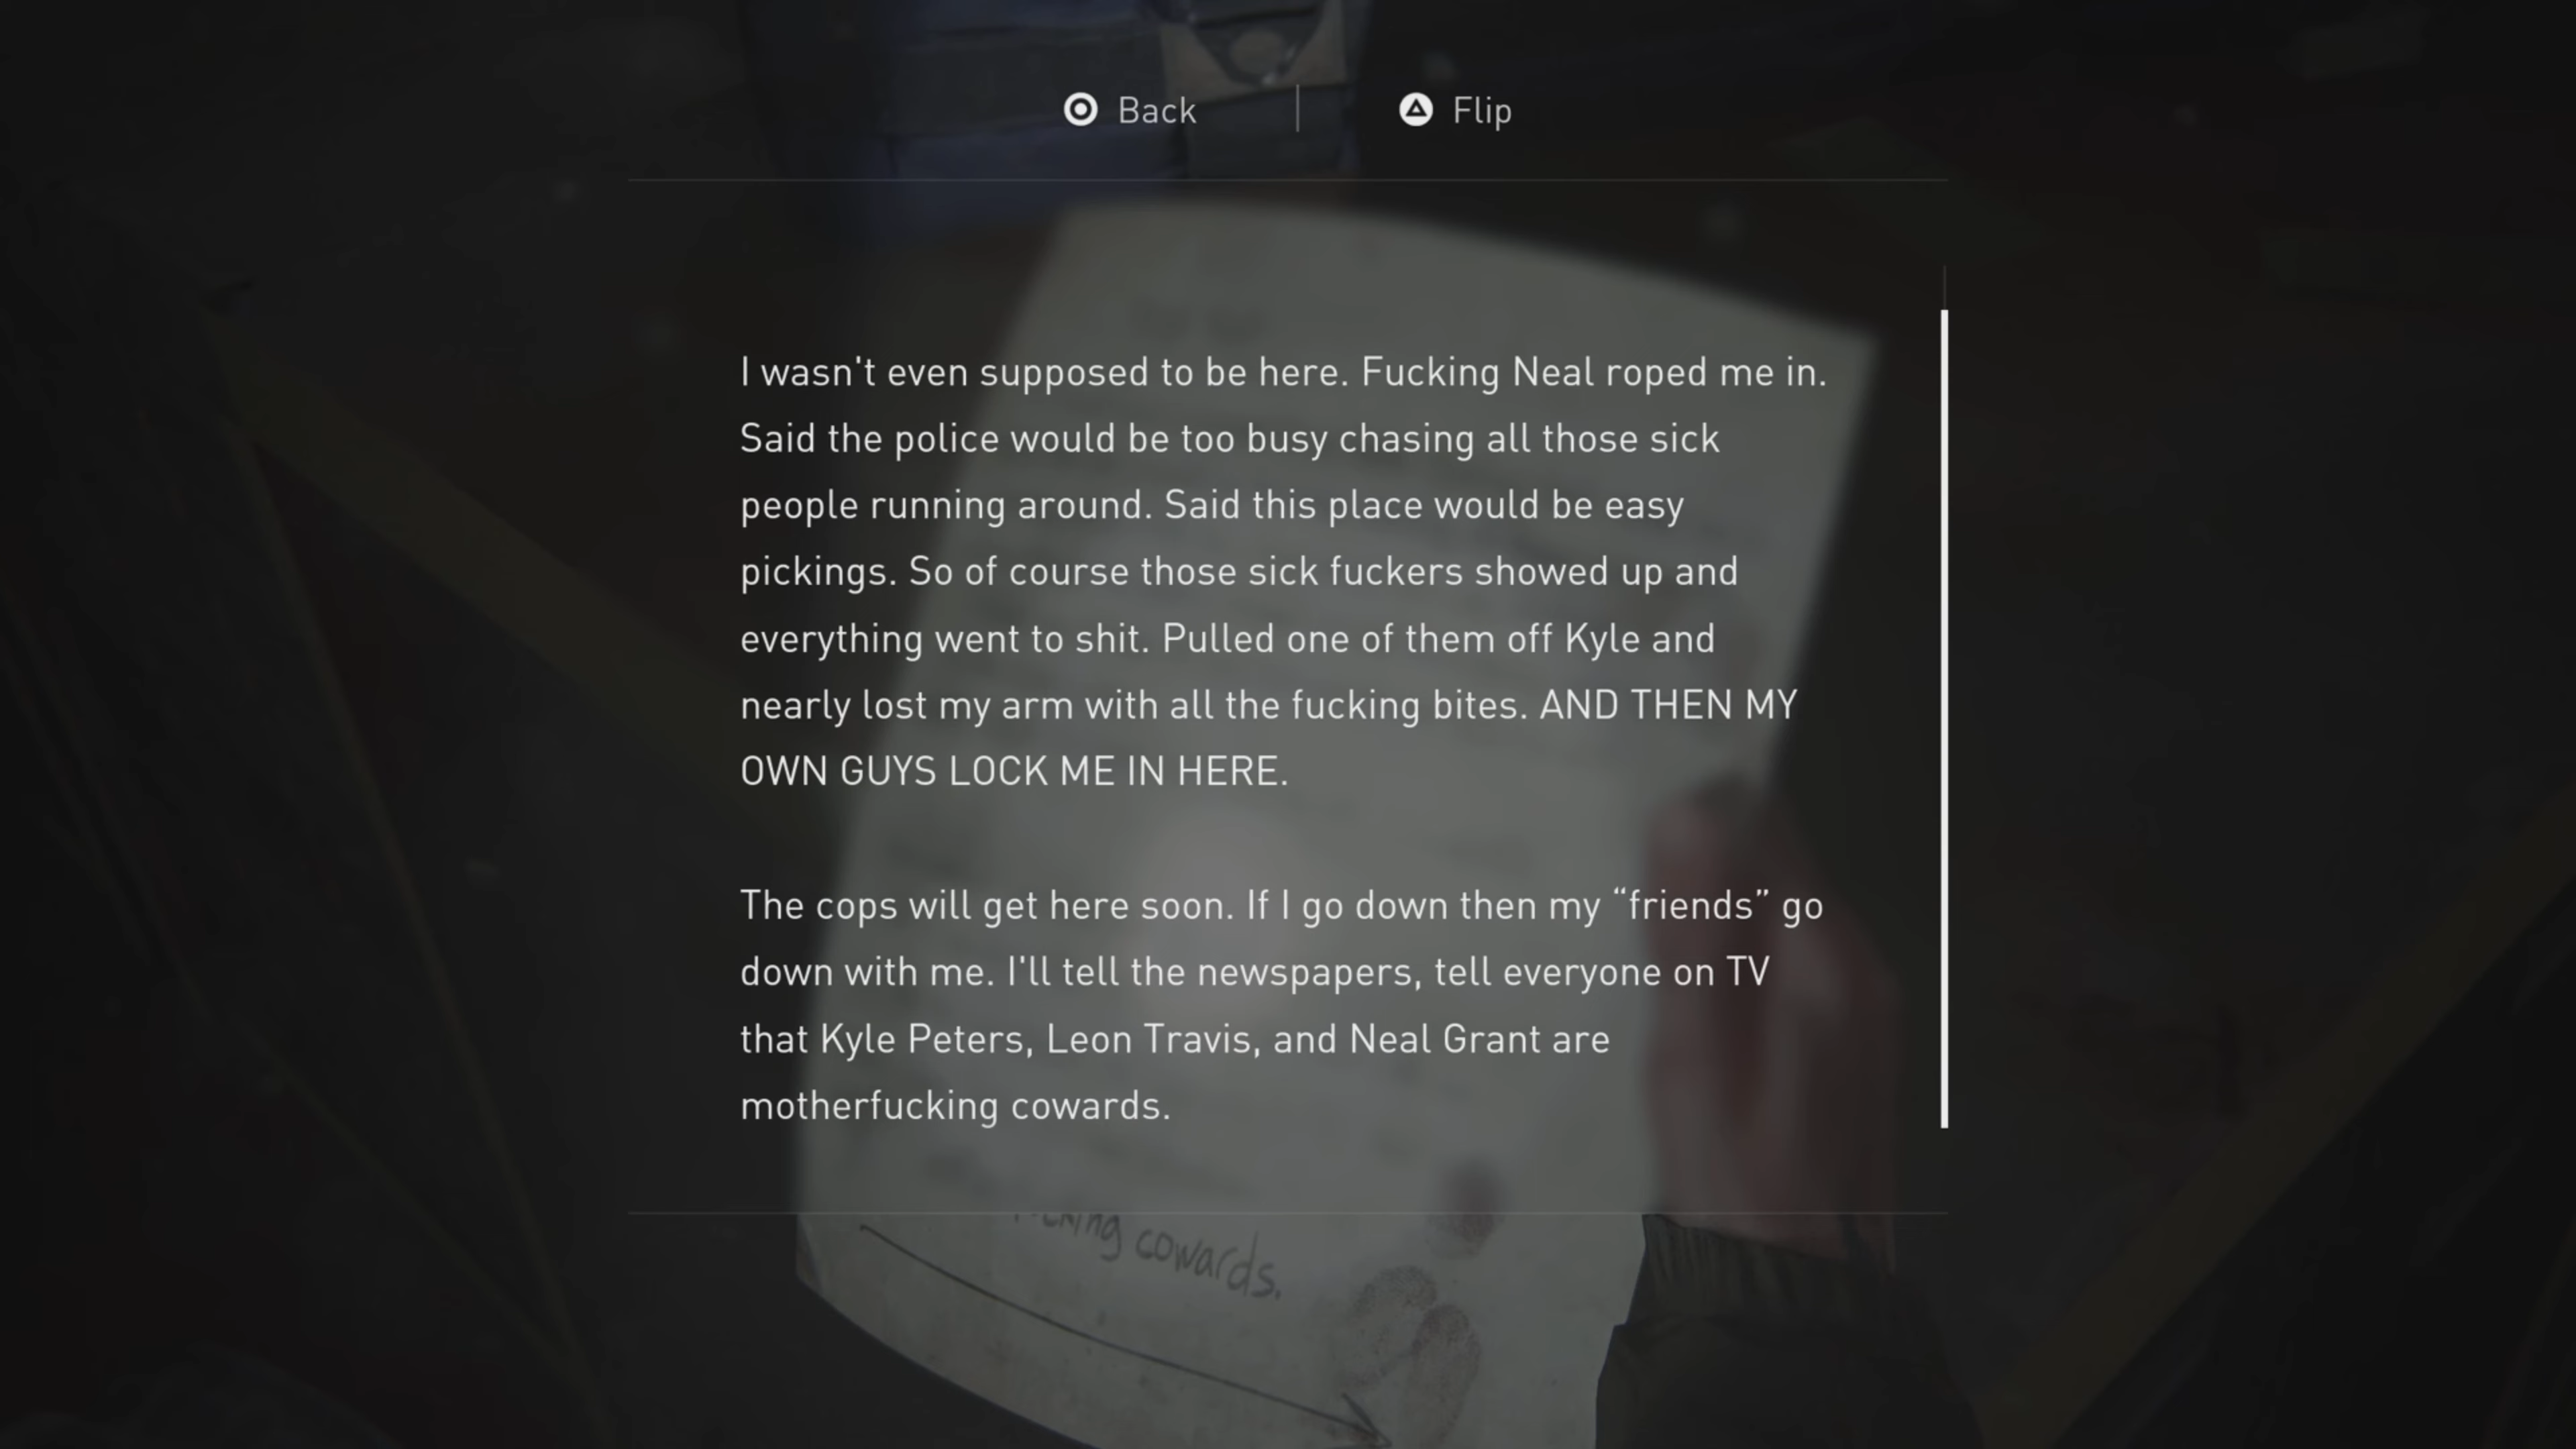 Back
Flip
I wasn't even supposed to be here. Fucking Neal roped me in.
Said the police would be too busy chasing all those sick
people running around. Said this place would be easy
pickings. So of course those sick fuckers showed up and
everything went to shit. Pulled one of them off Kyle and
nearly lost my arm with all the fucking bites. AND THEN MY
OWN GUYS LOCK ME IN HERE.
The cops will get here soon. If I go down then my “friends” go
down with me. I'll tell the newspapers, tell everyone on TV
that Kyle Peters, Leon Travis, and Neal Grant are
motherfucking cowards.
cowards.